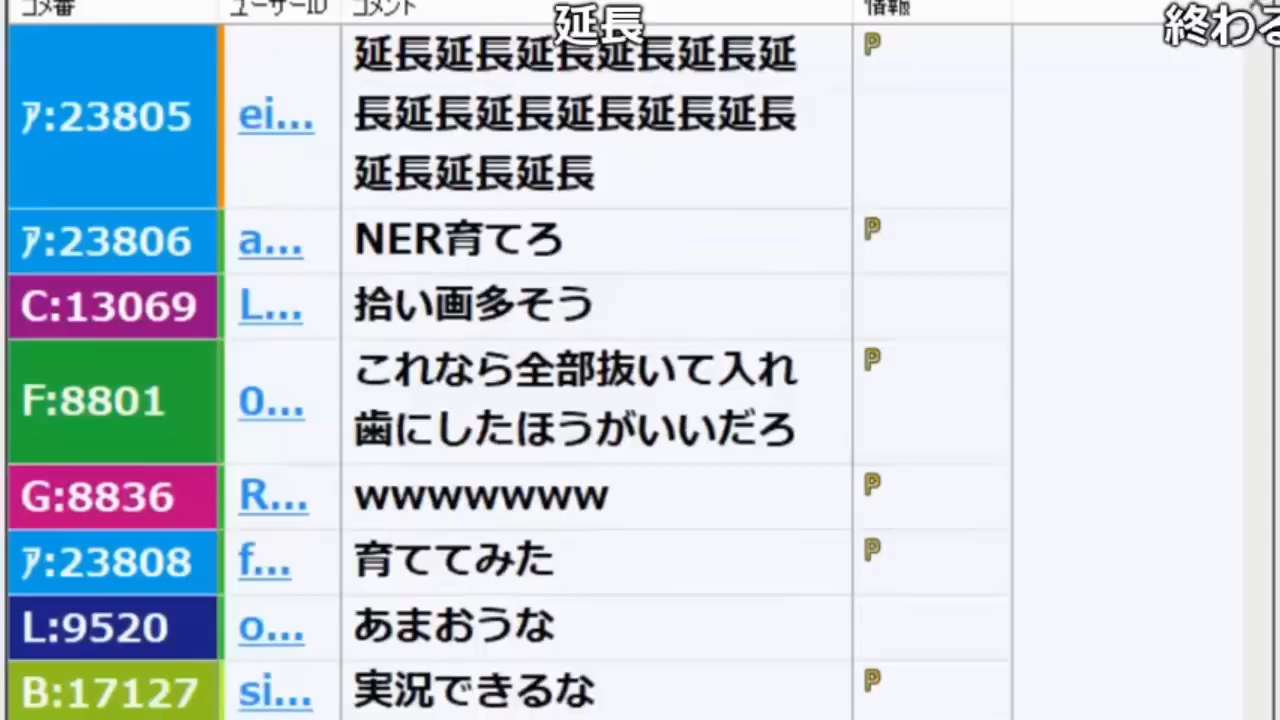 コメ番 ユーザーID コメント 情報
延長
終わる
ア:23805 ei... 延長延長延長延長延長延
長延長延長延長延長延長
延長延長延長 P
ア:23806 a... NER育てろ P
C:13069 L... 拾い画多そう
F:8801 0... これなら全部抜いて入れ
歯にしたほうがいいだろ P
G:8836 R... wwwwwww P
ア:23808 f... 育ててみた P
L:9520 o... あまおうな
B:17127 si... 実況できるな P